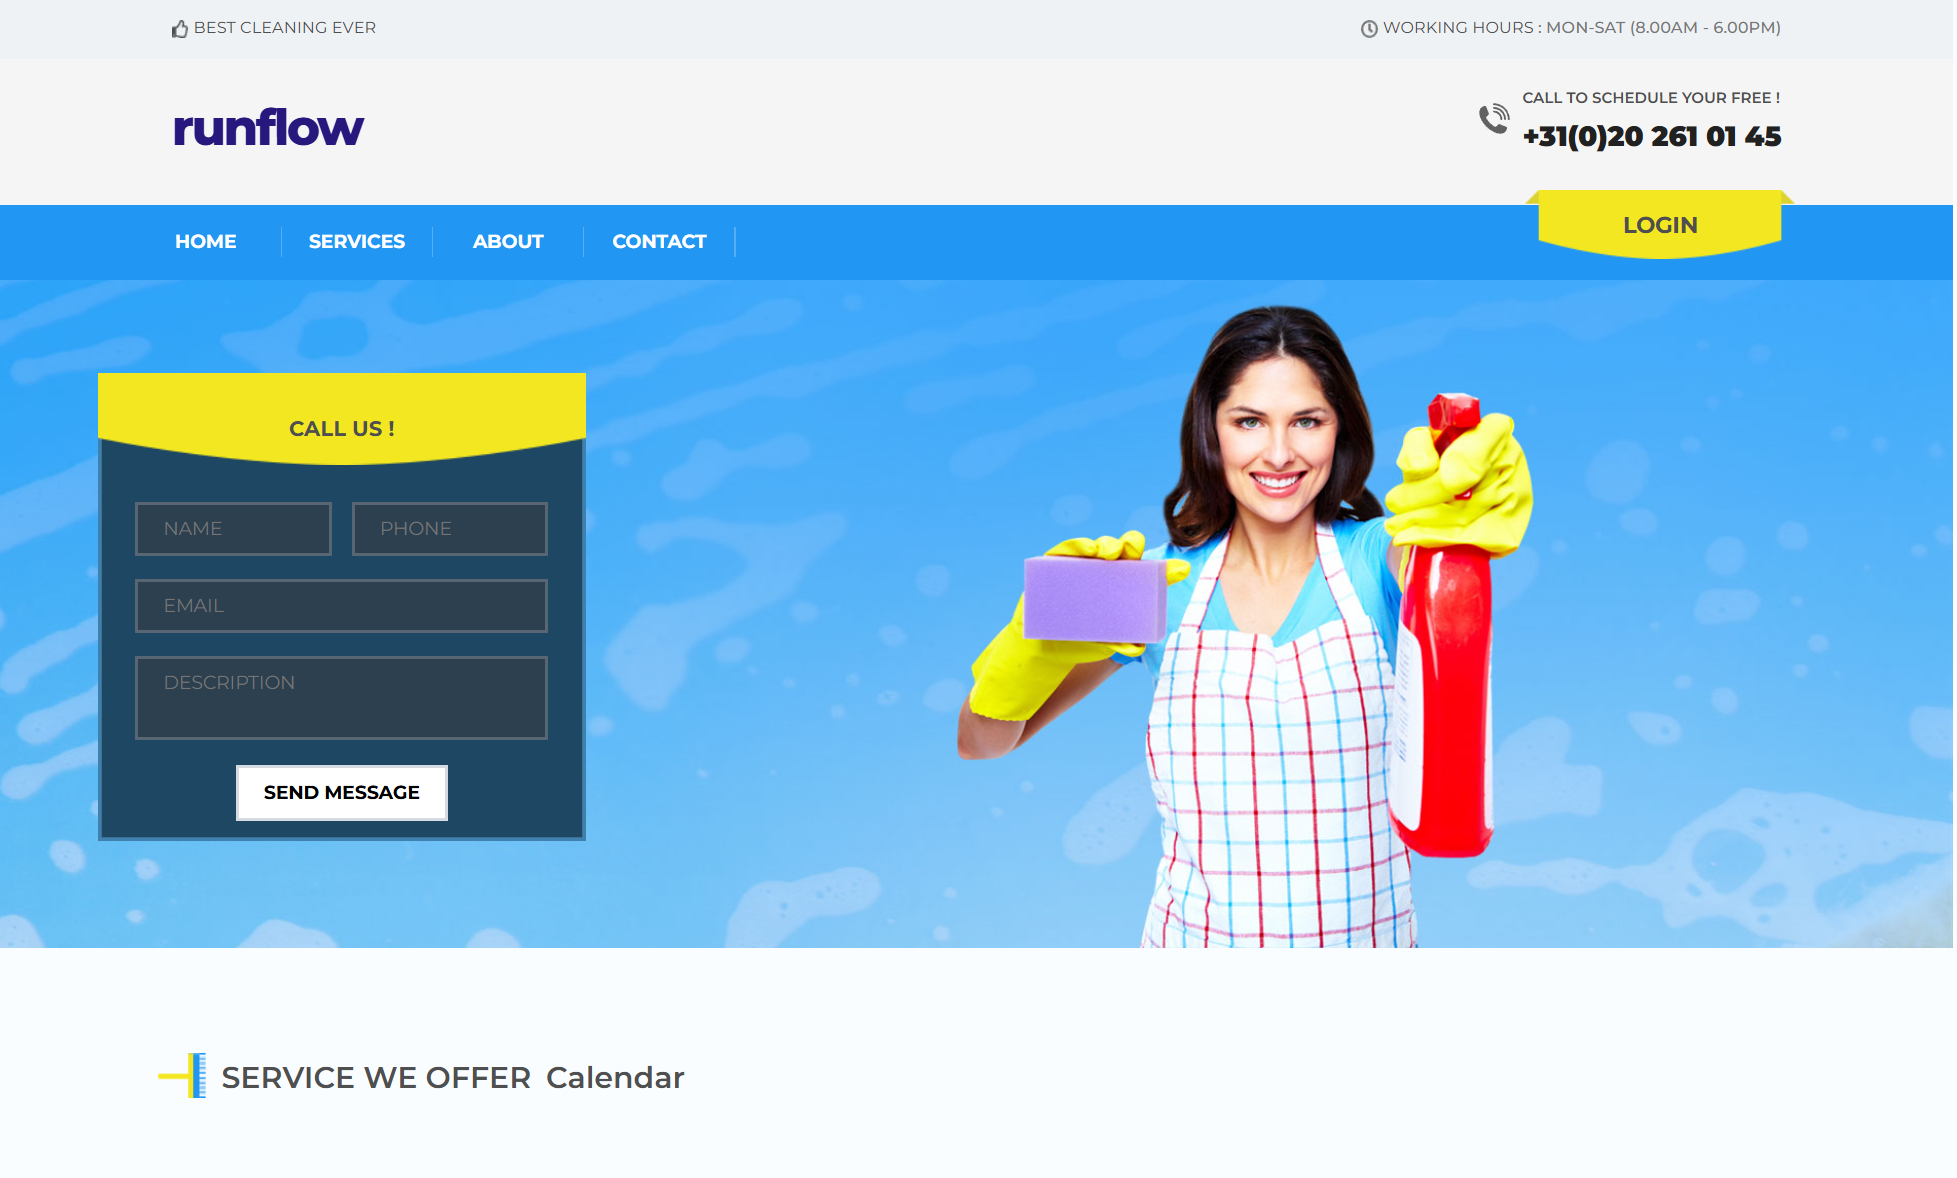 BEST CLEANING EVER
WORKING HOURS : MON-SAT (8.00AM - 6.00PM)
runflow
CALL TO SCHEDULE YOUR FREE !
+31(0)20 261 01 45
LOGIN
HOME
SERVICES
ABOUT
CONTACT
CALL US !
NAME
PHONE
EMAIL
DESCRIPTION
SEND MESSAGE
SERVICE WE OFFER Calendar